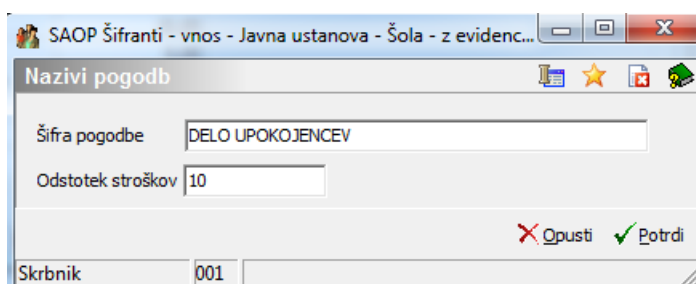 SAOP Šifranti - vnos - Javna ustanova - Šola - z evidenc...
Nazivi pogodb
Šifra pogodbe DELO UPOKOJENCEV
Odstotek stroškov 10
Opusti Potrdi
Skrbnik 001